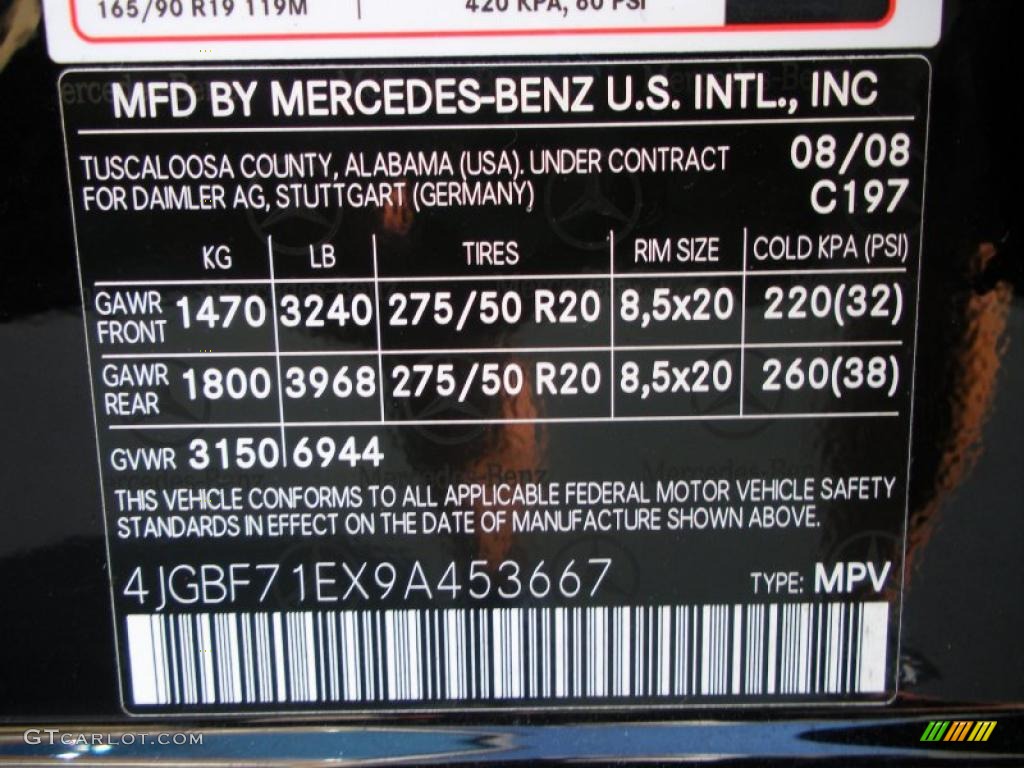 165/90 R19 119M | 420 KPA, 60 PSI
MFD BY MERCEDES-BENZ U.S. INTL., INC
TUSCALOOSA COUNTY, ALABAMA (USA). UNDER CONTRACT 08/08
FOR DAIMLER AG, STUTTGART (GERMANY) C197
KG LB TIRES RIM SIZE COLD KPA (PSI)
GAWR FRONT 1470 3240 275/50 R20 8,5x20 220(32)
GAWR REAR 1800 3968 275/50 R20 8,5x20 260(38)
GVWR 3150 6944
Mercedes-Benz
THIS VEHICLE CONFORMS TO ALL APPLICABLE FEDERAL MOTOR VEHICLE SAFETY
STANDARDS IN EFFECT ON THE DATE OF MANUFACTURE SHOWN ABOVE.
4JGBF71EX9A453667 TYPE: MPV
GTCARLOT.COM